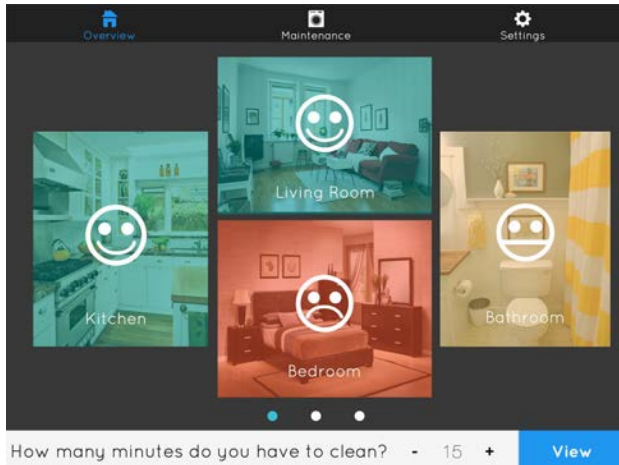 Overview
Maintenance
Settings
Living Room
Kitchen
Bathroom
Bedroom
How many minutes do you have to clean? - 15 + View